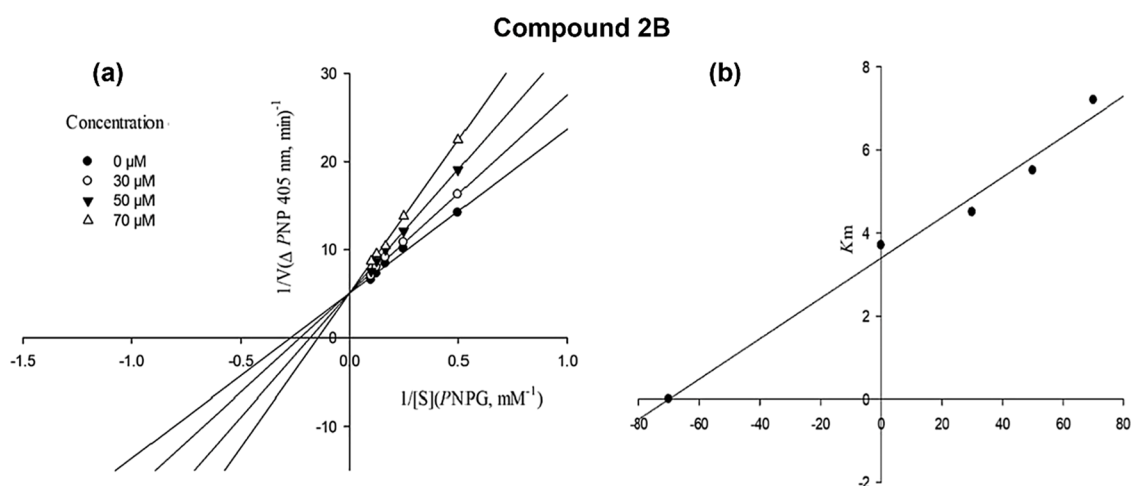 Compound 2B
(a)
Concentration
0 µM
30 µM
50 µM
70 µM
1/V(Δ PNP 405 nm, min)⁻¹
30
20
10
0
-10
-1.5 -1.0 -0.5 0.0 0.5 1.0
1/[S](PNPG, mM⁻¹)
(b)
Km
8
6
4
2
0
-2
-80 -60 -40 -20 0 20 40 60 80